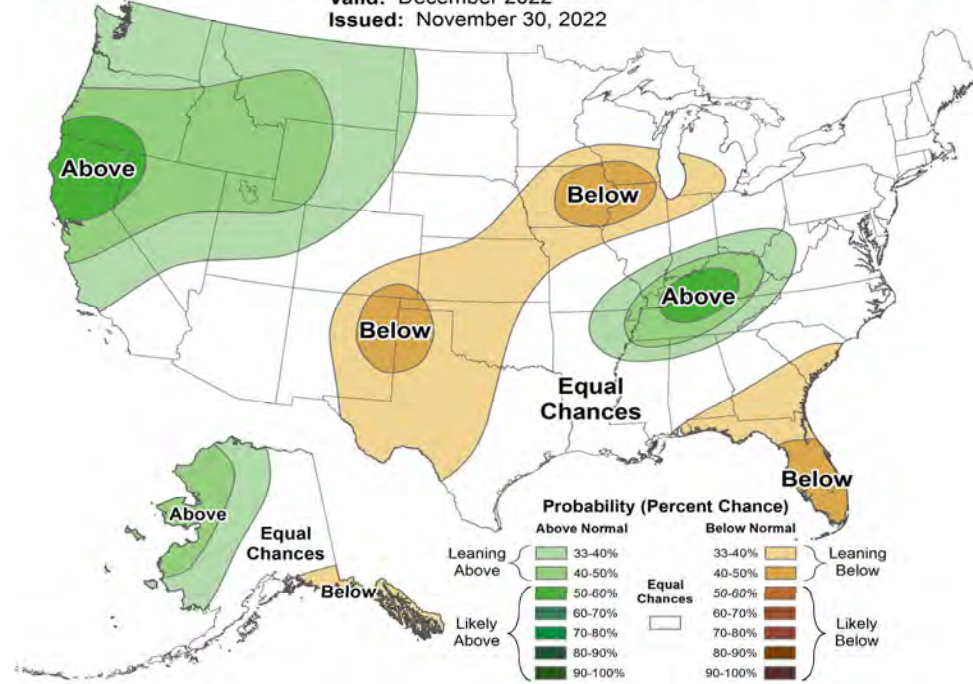 Valid: December 2022
Issued: November 30, 2022
Above
Below
Below
Above
Equal
Chances
Below
Above
Equal
Chances
Below
Probability (Percent Chance)
Above Normal
Below Normal
Leaning
Above
33-40%
40-50%
Equal
Chances
33-40%
40-50%
Leaning
Below
Likely
Above
50-60%
60-70%
70-80%
80-90%
90-100%
50-60%
60-70%
70-80%
80-90%
90-100%
Likely
Below